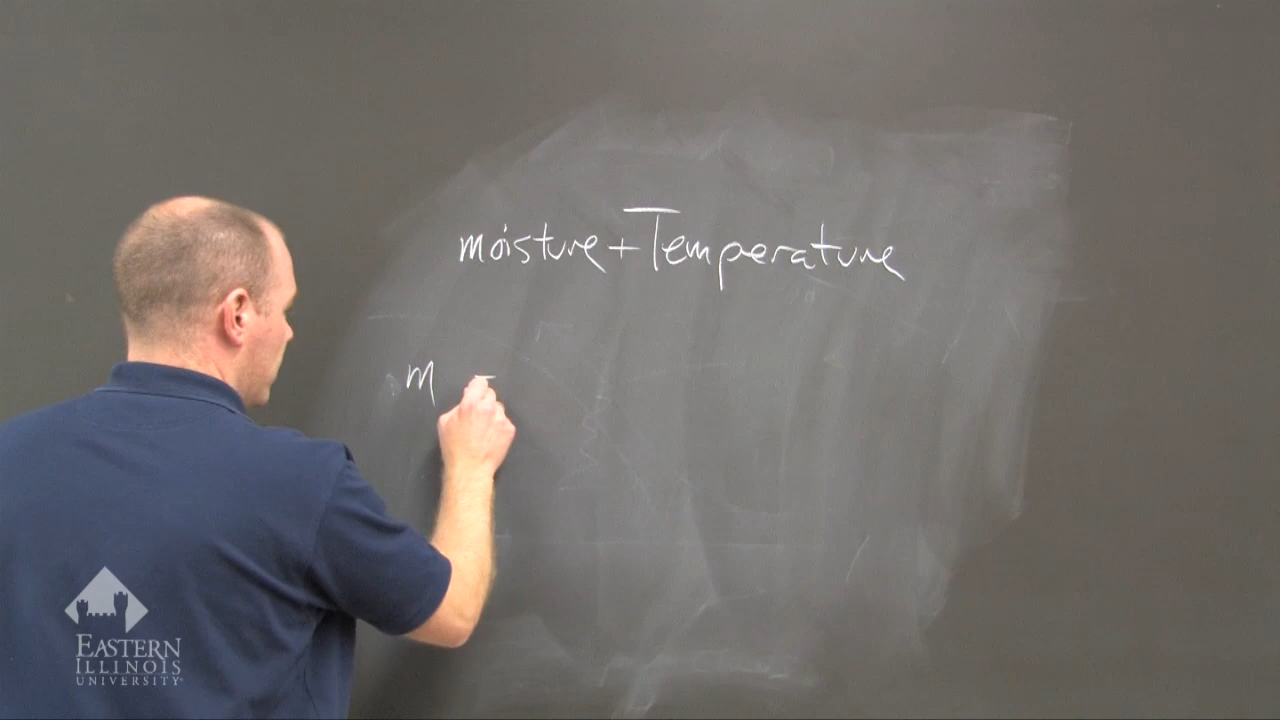 moisture + Temperature
m
EASTERN
ILLINOIS
UNIVERSITY